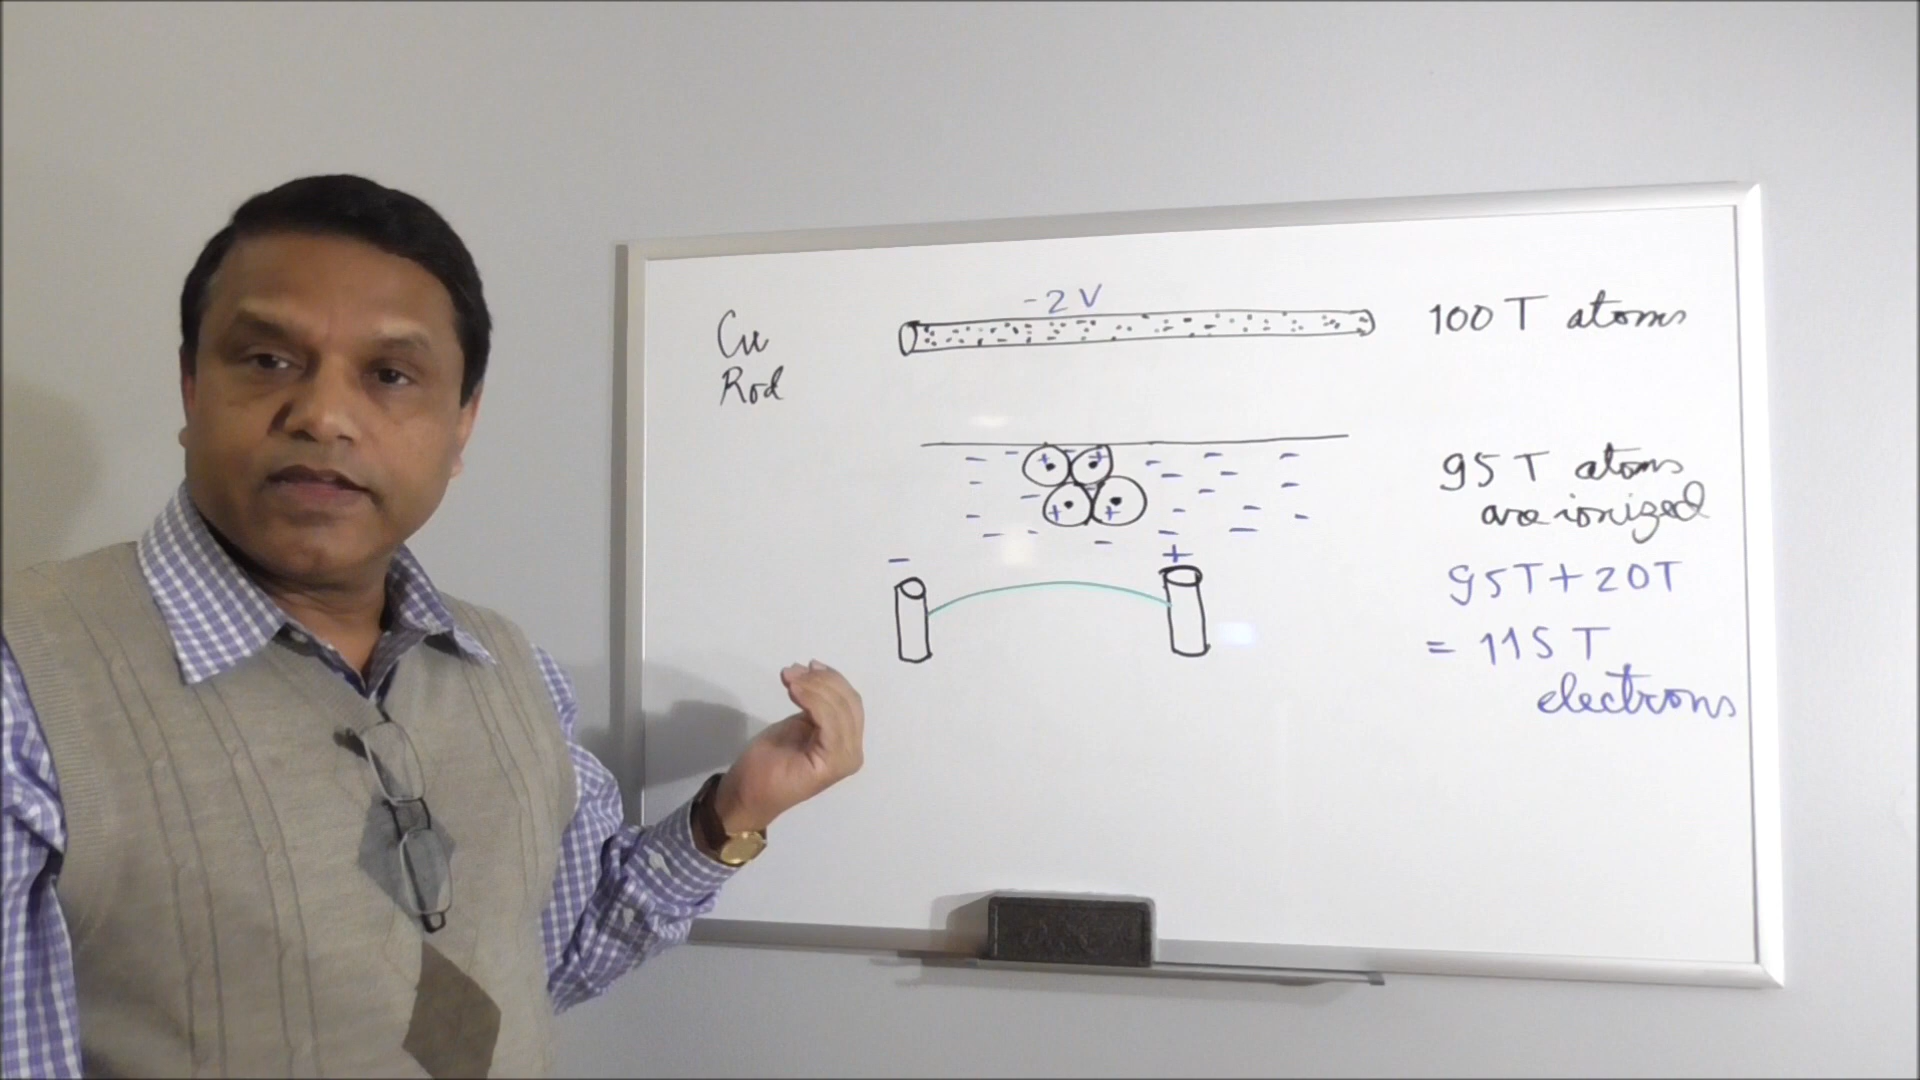 -2V
Cu
Rod
100 T atoms
95 T atoms
are ionized
95T+20T
= 115 T
electrons
+ +
+ +
- +